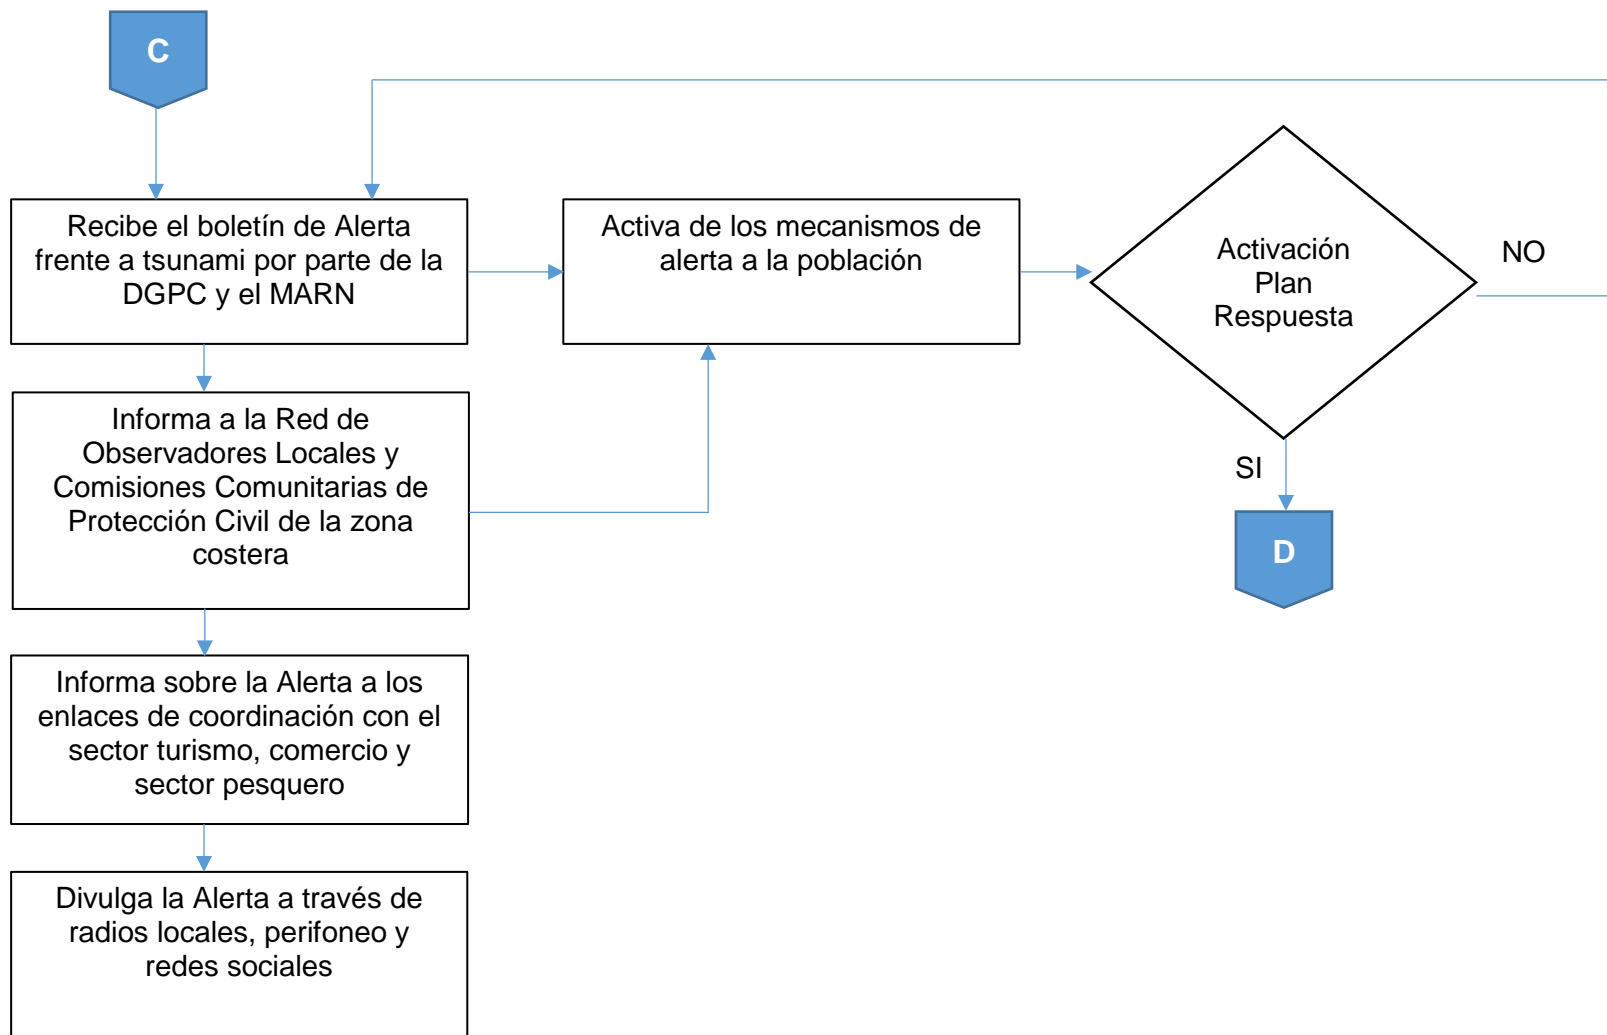 C
Recibe el boletín de Alerta
frente a tsunami por parte de la
DGPC y el MARN
Activa de los mecanismos de
alerta a la población
Activación
Plan
Respuesta
NO
SI
D
Informa a la Red de
Observadores Locales y
Comisiones Comunitarias de
Protección Civil de la zona
costera
Informa sobre la Alerta a los
enlaces de coordinación con el
sector turismo, comercio y
sector pesquero
Divulga la Alerta a través de
radios locales, perifoneo y
redes sociales